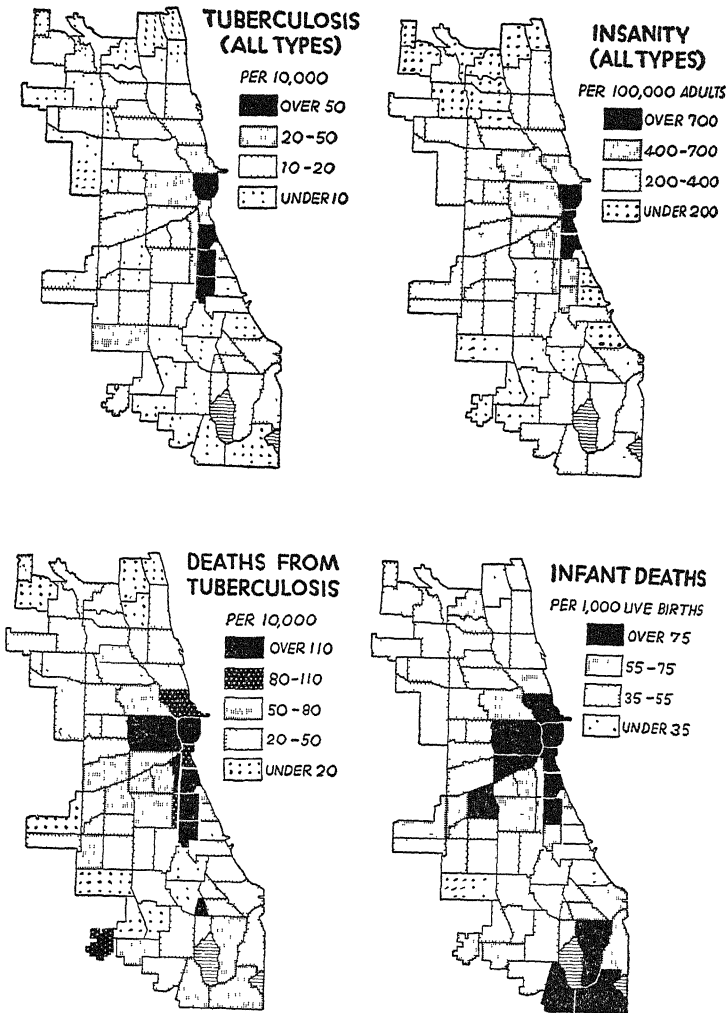 TUBERCULOSIS
(ALL TYPES)
PER 10,000
OVER 50
20-50
10-20
UNDER 10
INSANITY
(ALL TYPES)
PER 100,000 ADULTS
OVER 700
400-700
200-400
UNDER 200
DEATHS FROM
TUBERCULOSIS
PER 10,000
OVER 110
80-110
50-80
20-50
UNDER 20
INFANT DEATHS
PER 1,000 LIVE BIRTHS
OVER 75
55-75
35-55
UNDER 35